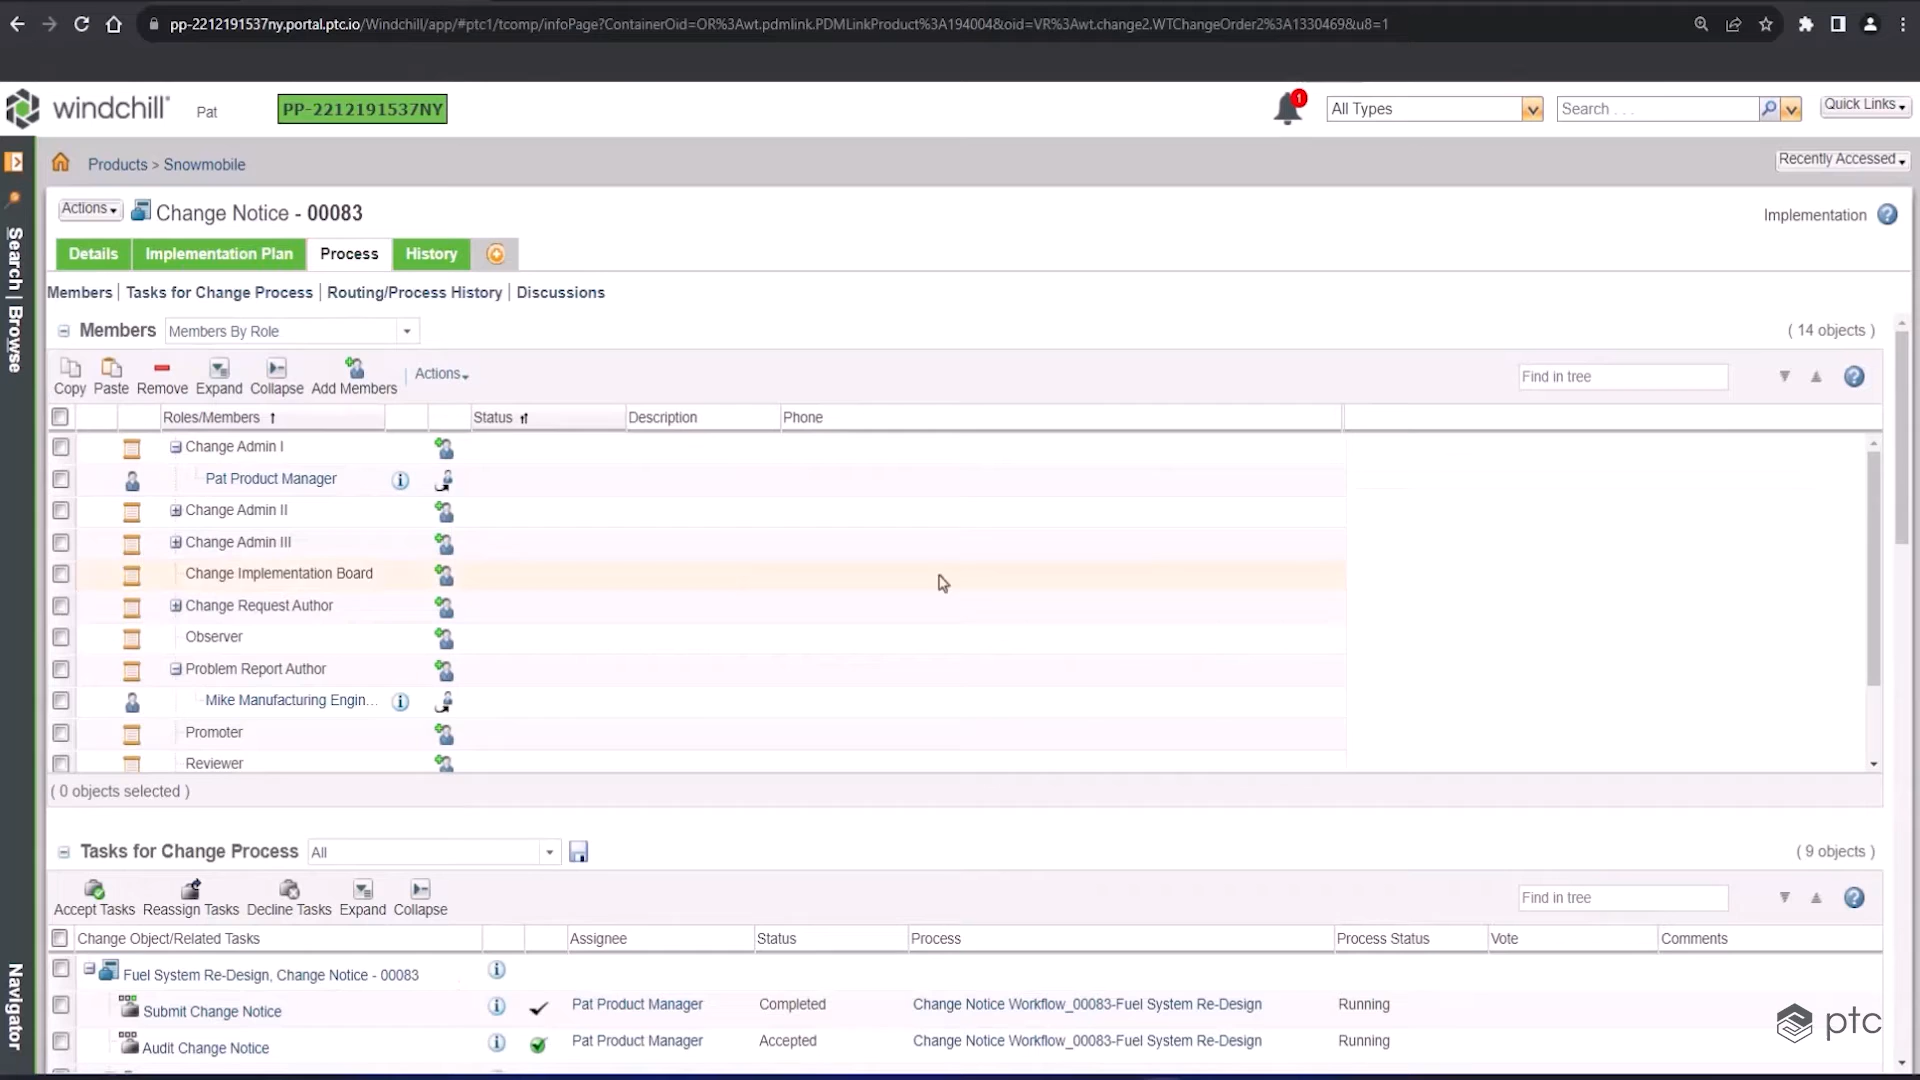 pp-2212191537ny.portal.ptc.io/Windchill/app/#ptc1/tcomp/infoPage?ContainerOid=OR%3Awt.pdmlink.PDMLinkProduct%3A194004&oid=VR%3Awt.change2.WTChangeOrder2%3A1330469&u8=1
windchill Pat PP-2212191537NY 1 All Types Search . . . Quick Links
Products > Snowmobile Recently Accessed
Actions Change Notice - 00083 Implementation ?
Details Implementation Plan Process History
Members | Tasks for Change Process | Routing/Process History | Discussions
Members Members By Role ( 14 objects )
Copy Paste Remove Expand Collapse Add Members Actions Find in tree ?
Roles/Members Status Description Phone
Change Admin I
Pat Product Manager
Change Admin II
Change Admin III
Change Implementation Board
Change Request Author
Observer
Problem Report Author
Mike Manufacturing Engin...
Promoter
Reviewer
( 0 objects selected )
Tasks for Change Process All ( 9 objects )
Accept Tasks Reassign Tasks Decline Tasks Expand Collapse Find in tree ?
Change Object/Related Tasks Assignee Status Process Process Status Vote Comments
Fuel System Re-Design, Change Notice - 00083
Submit Change Notice Pat Product Manager Completed Change Notice Workflow_00083-Fuel System Re-Design Running
Audit Change Notice Pat Product Manager Accepted Change Notice Workflow_00083-Fuel System Re-Design Running
Search | Browse
Navigator
ptc